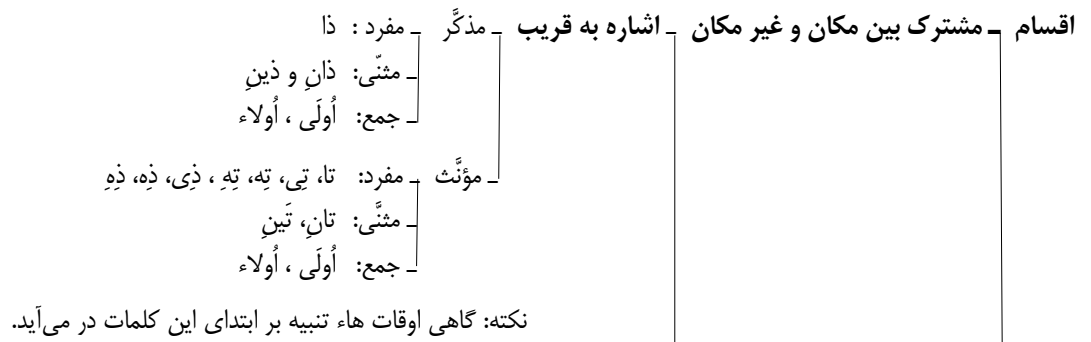 اقسام ـ مشترک بین مکان و غیر مکان ـ اشاره به قریب ـ مذکَّر ـ مفرد : ذا
ـ مثنّی: ذانِ و ذینِ
ـ جمع: اُولَی ، اُولاء
ـ مؤنَّث ـ مفرد: تا، تِی، تِه، تِهِ ، ذِی، ذِه، ذِهِ
ـ مثنَّی: تانِ، تَینِ
ـ جمع: اُولَی ، اُولاء
نکته: گاهی اوقات هاء تنبیه بر ابتدای این کلمات در می‌آید.